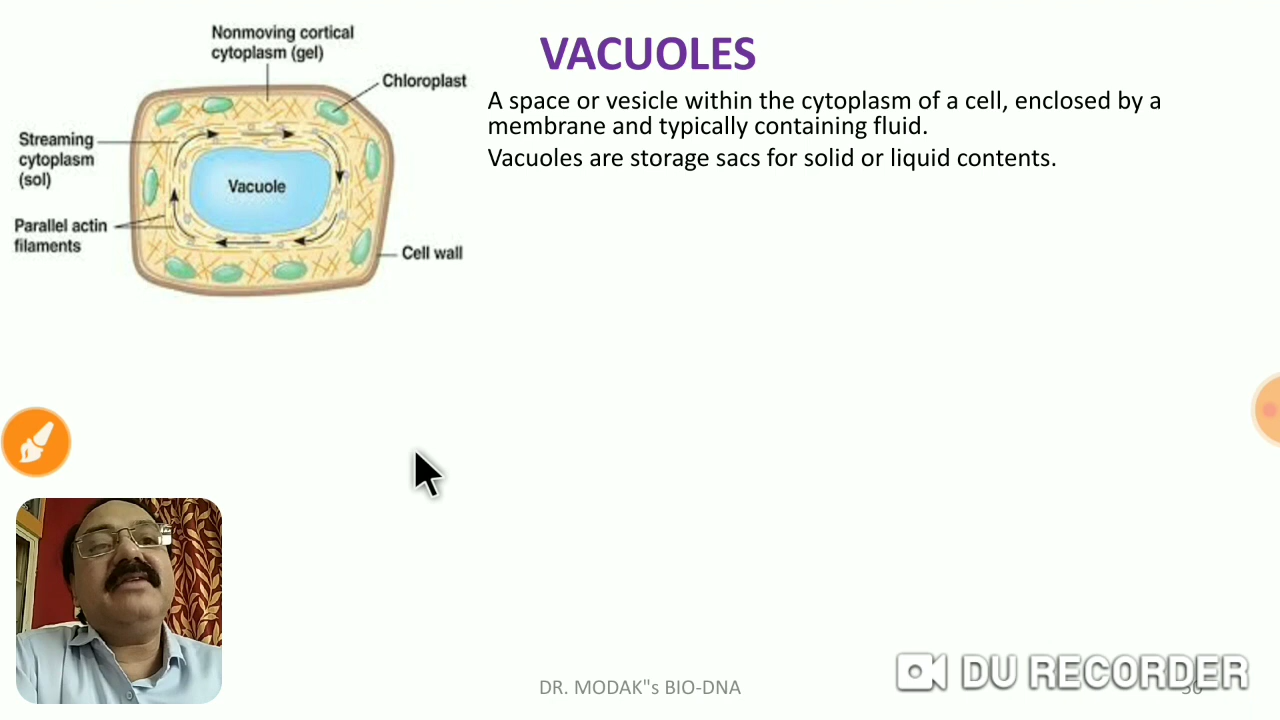 VACUOLES
A space or vesicle within the cytoplasm of a cell, enclosed by a
membrane and typically containing fluid.
Vacuoles are storage sacs for solid or liquid contents.
Nonmoving cortical
cytoplasm (gel)
Chloroplast
Streaming
cytoplasm
(sol)
Vacuole
Parallel actin
filaments
Cell wall
DR. MODAK"s BIO-DNA
DU RECORDER